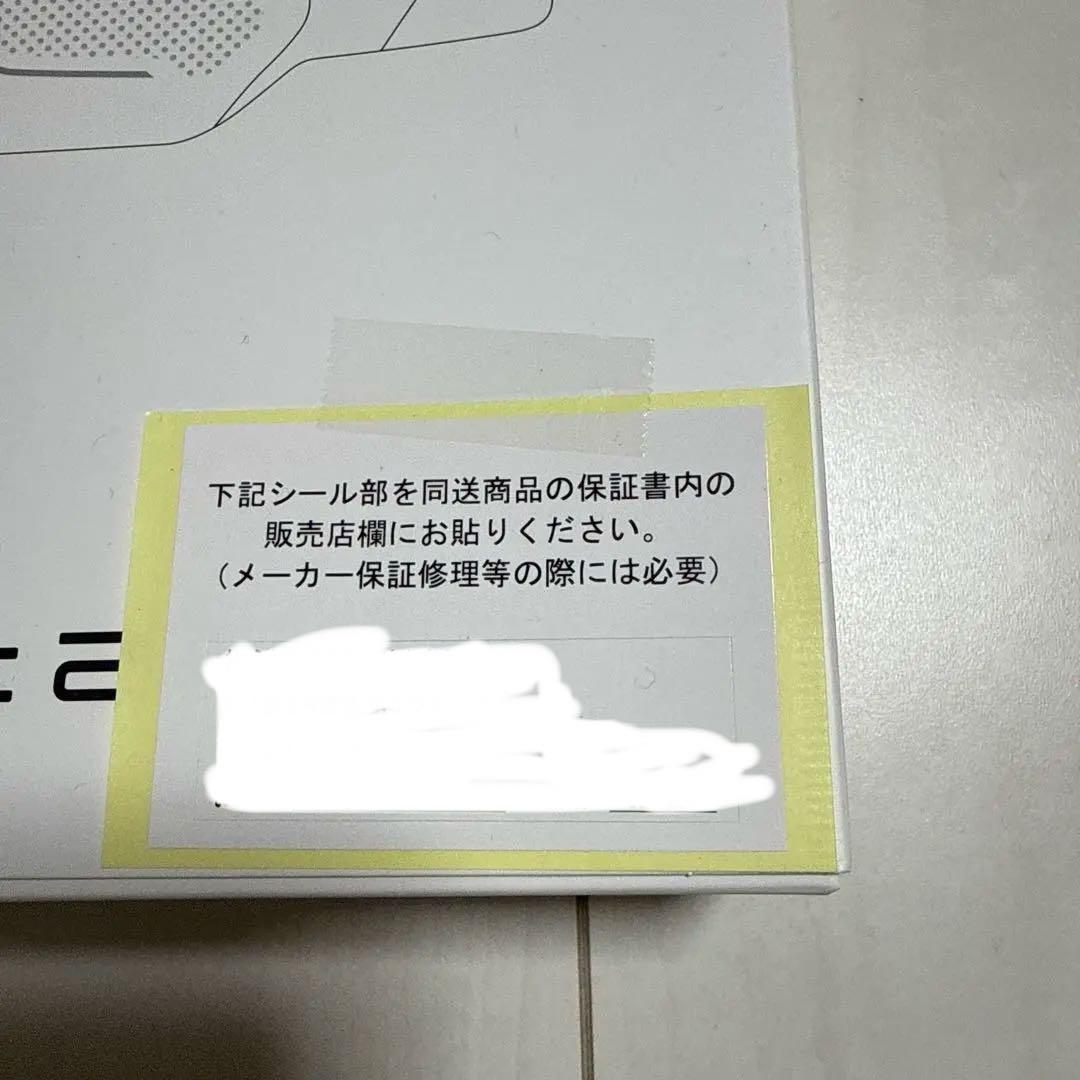 下記シール部を同送商品の保証書内の
販売店欄にお貼りください。
（メーカー保証修理等の際には必要）